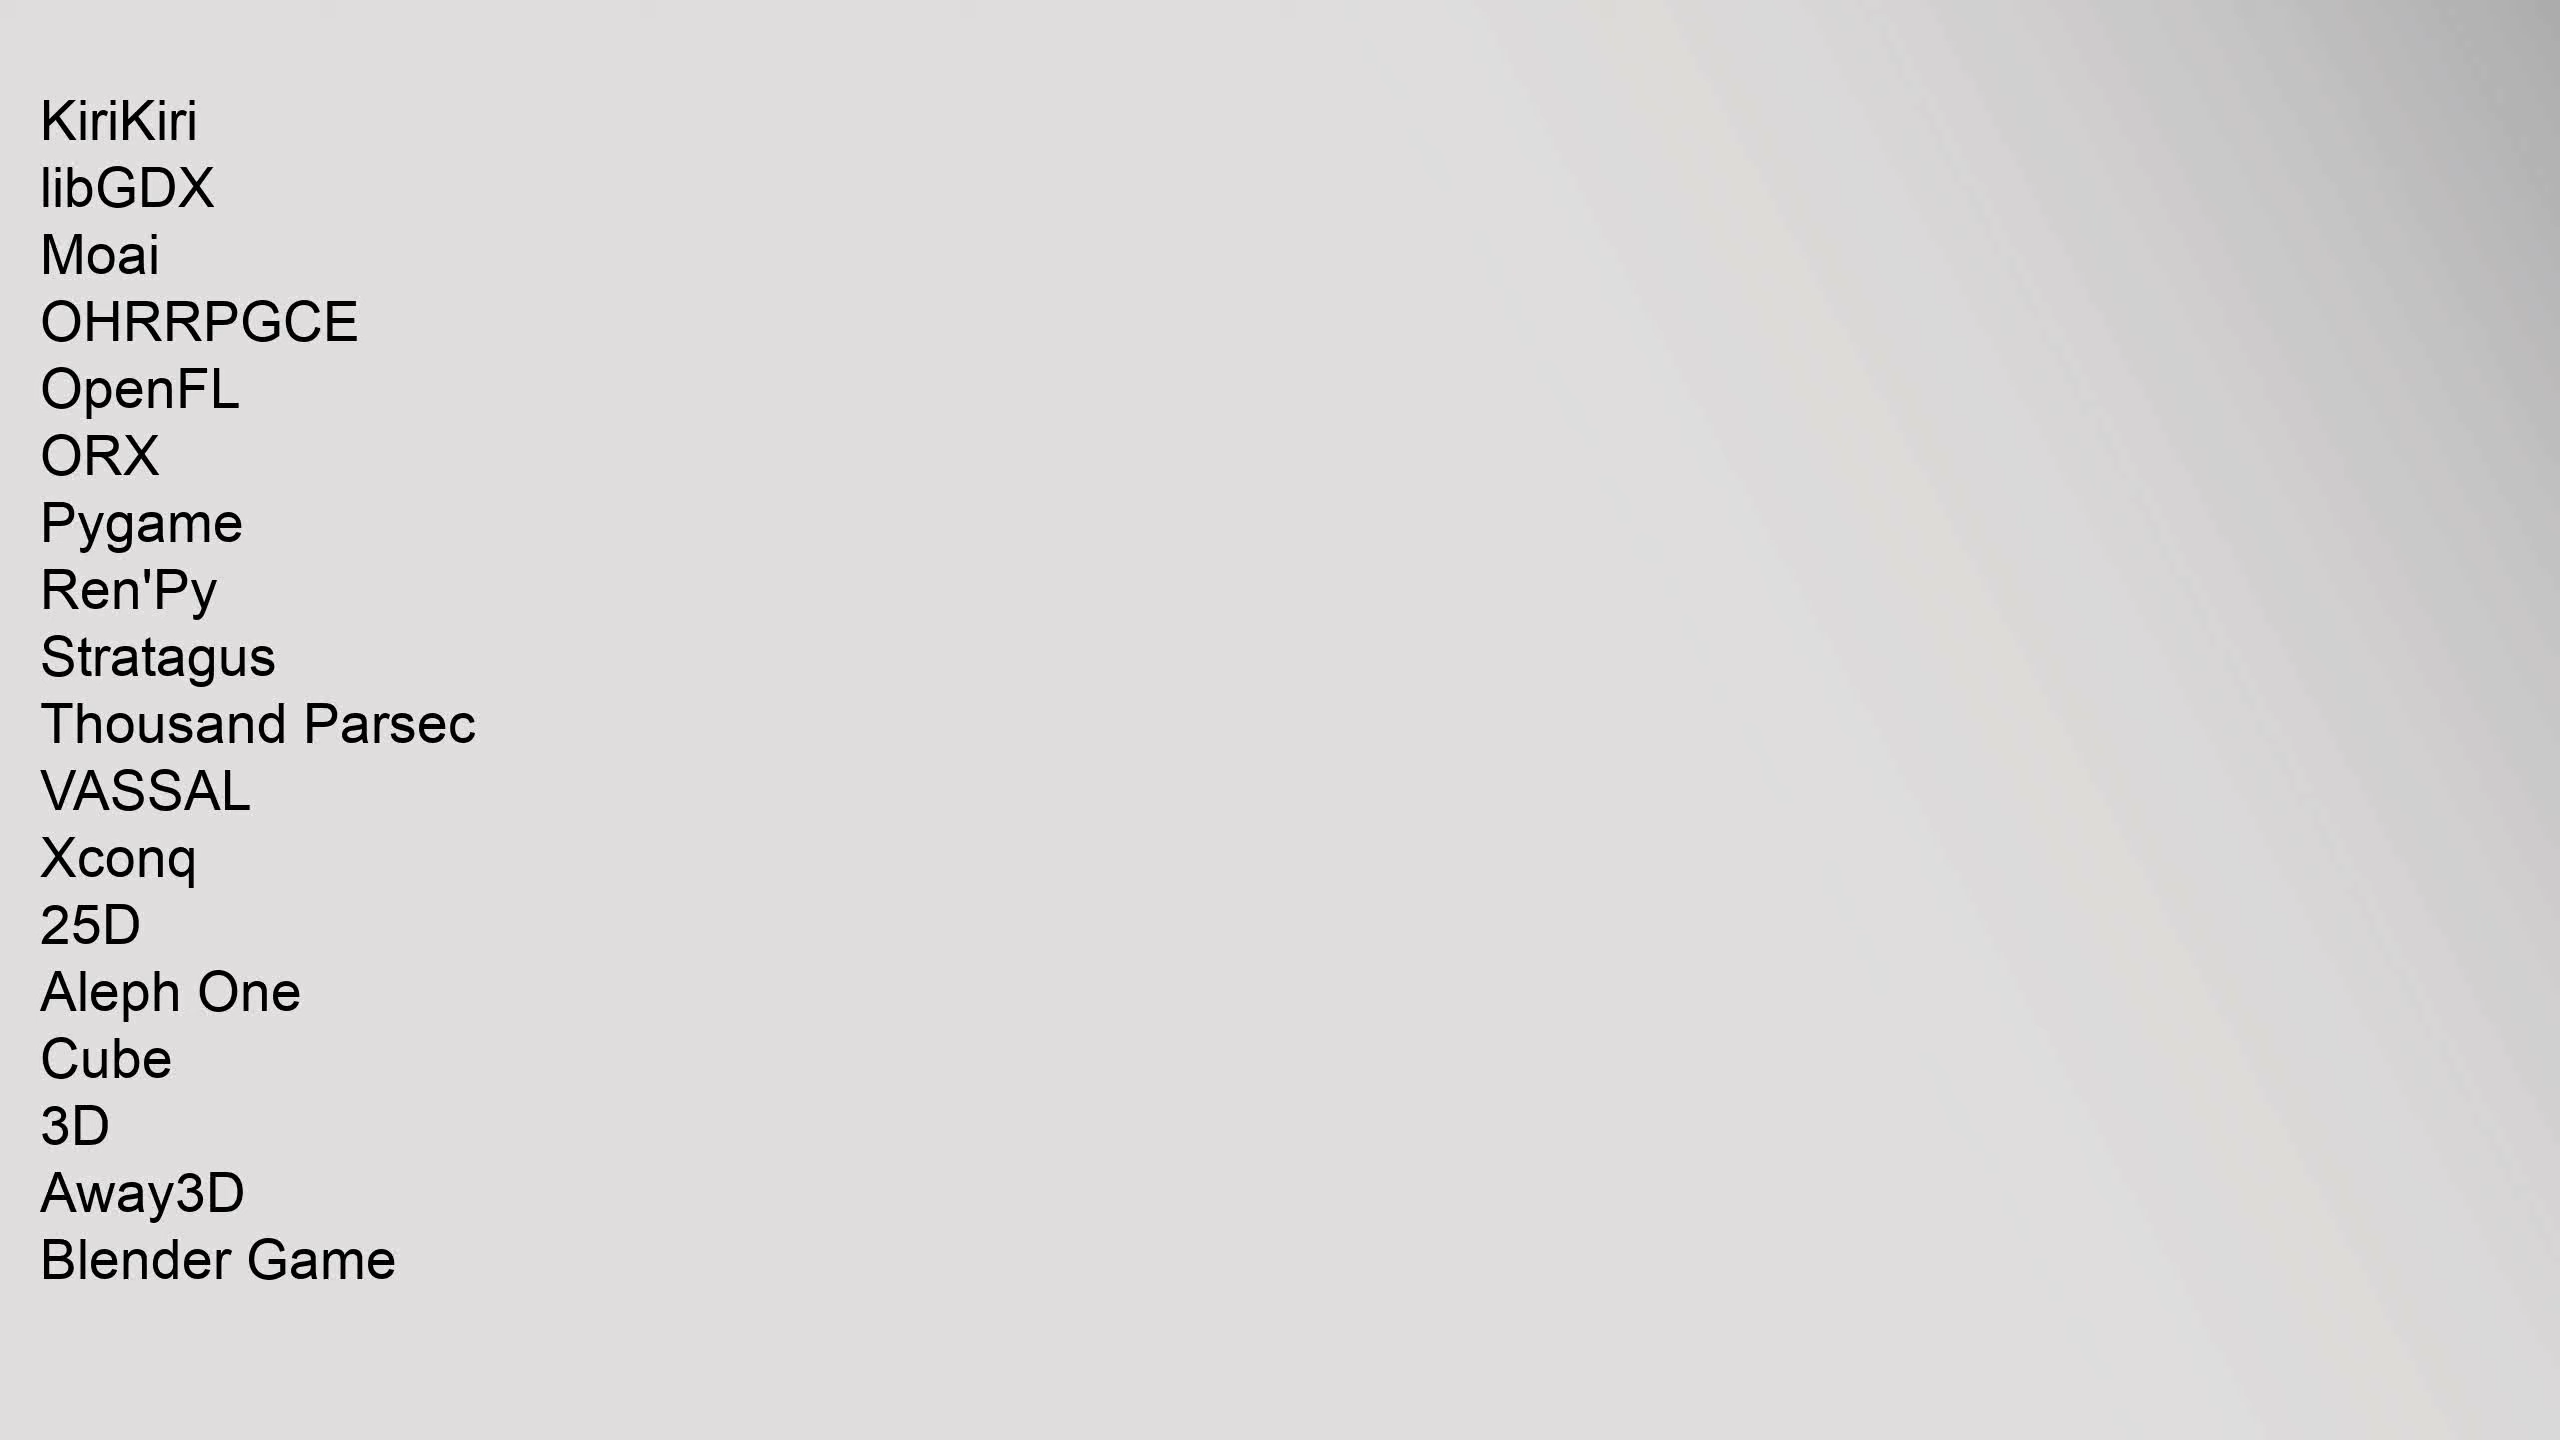 KiriKiri
libGDX
Moai
OHRRPGCE
OpenFL
ORX
Pygame
Ren'Py
Stratagus
Thousand Parsec
VASSAL
Xconq
25D
Aleph One
Cube
3D
Away3D
Blender Game